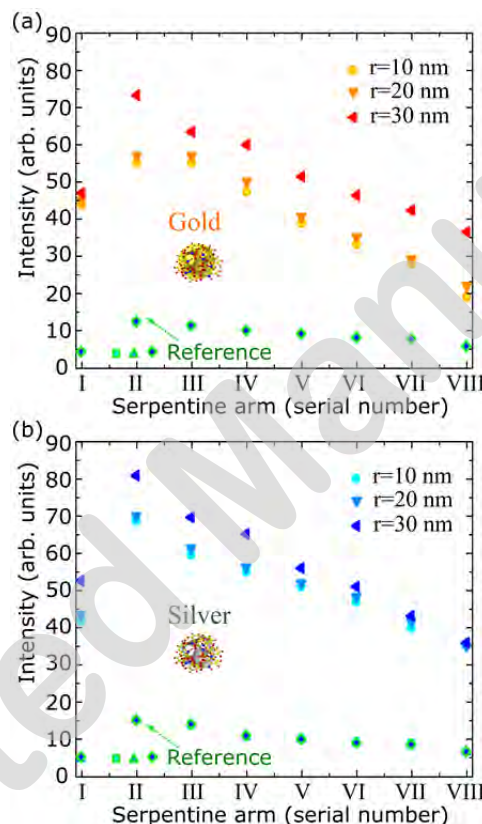 (a)
90
80
70
60
50
40
30
20
10
0
Intensity (arb. units)
r=10 nm
r=20 nm
r=30 nm
Gold
Reference
I II III IV V VI VII VIII
Serpentine arm (serial number)
(b)
90
80
70
60
50
40
30
20
10
0
Intensity (arb. units)
r=10 nm
r=20 nm
r=30 nm
Silver
Reference
I II III IV V VI VII VIII
Serpentine arm (serial number)
ted Manu